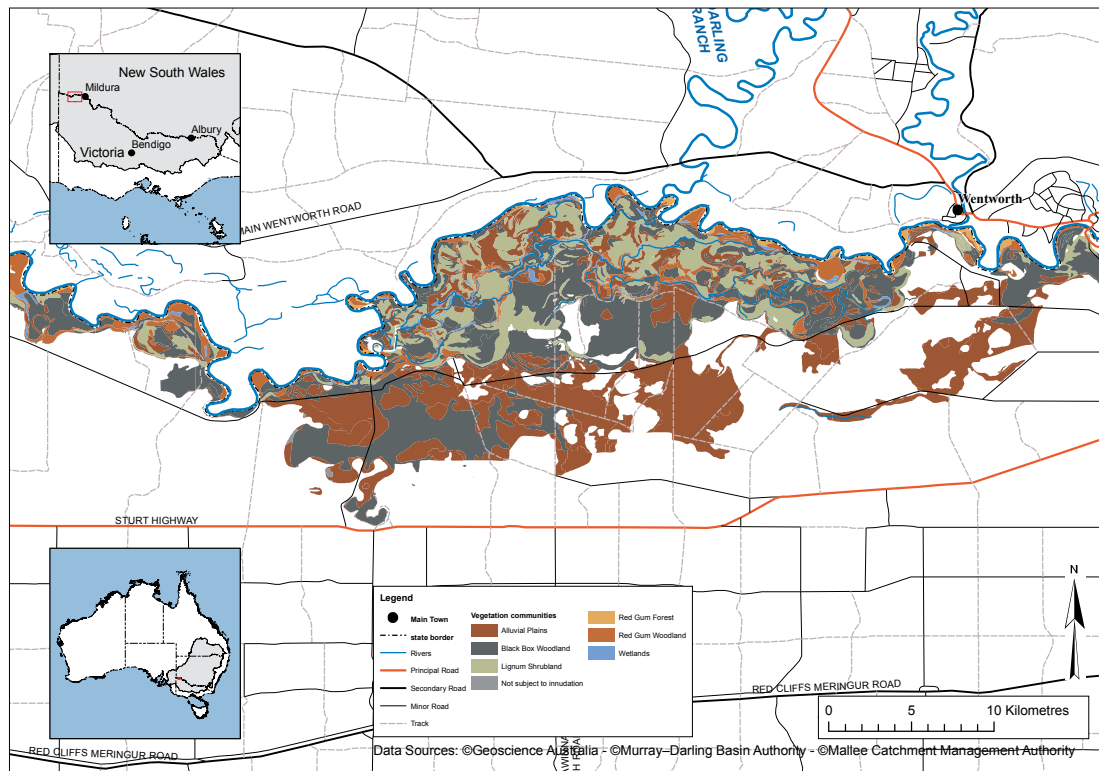 DARLING
BRANCH
New South Wales
Mildura
Albury
Bendigo
Victoria
Wentworth
MAIN WENTWORTH ROAD
STURT HIGHWAY
Legend
Main Town
state border
Rivers
Principal Road
Secondary Road
Minor Road
Track
Vegetation communities
Alluvial Plains
Black Box Woodland
Lignum Shrubland
Not subject to innudation
Red Gum Forest
Red Gum Woodland
Wetlands
N
RED CLIFFS MERINGUR ROAD
0 5 10 Kilometres
RED CLIFFS MERINGUR ROAD
Data Sources: ©Geoscience Australia - ©Murray–Darling Basin Authority - ©Mallee Catchment Management Authority